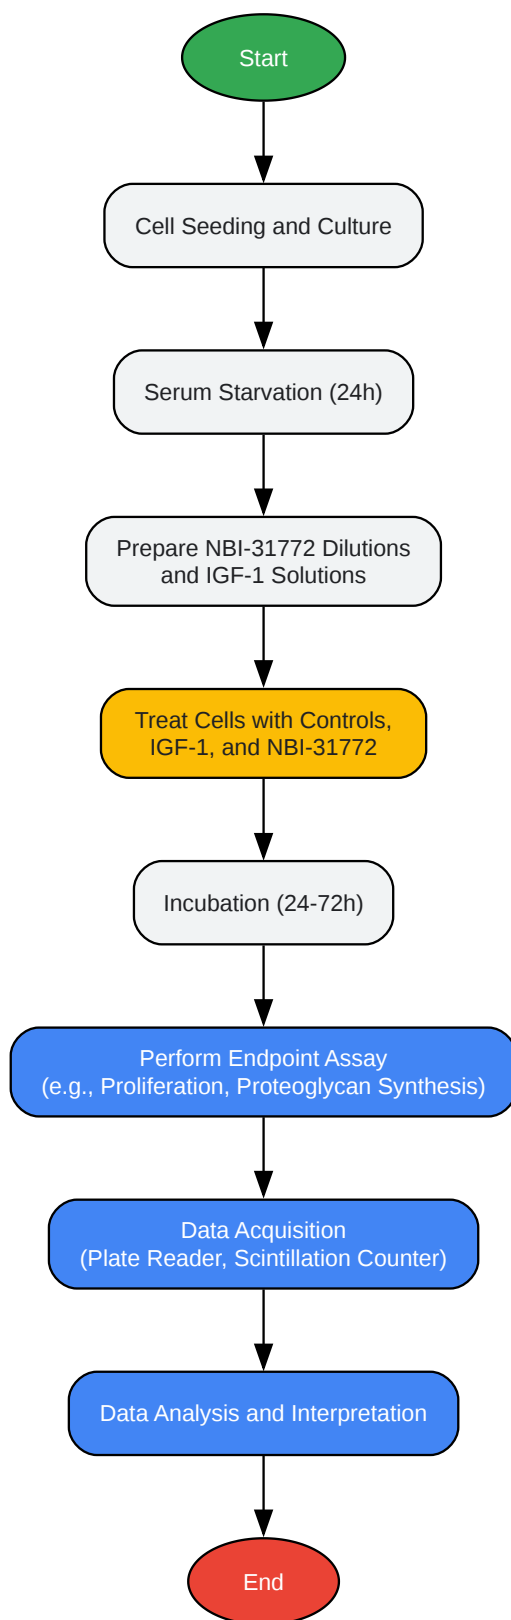 Start
Cell Seeding and Culture
Serum Starvation (24h)
Prepare NBI-31772 Dilutions
and IGF-1 Solutions
Treat Cells with Controls,
IGF-1, and NBI-31772
Incubation (24-72h)
Perform Endpoint Assay
(e.g., Proliferation, Proteoglycan Synthesis)
Data Acquisition
(Plate Reader, Scintillation Counter)
Data Analysis and Interpretation
End